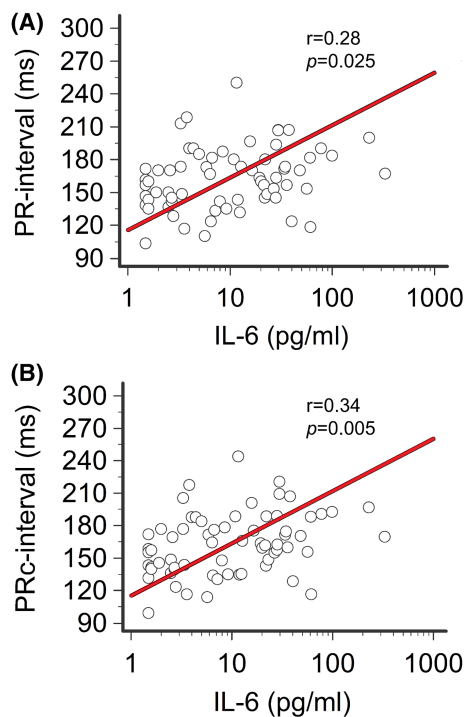 (A)
r=0.28
p=0.025
300
270
240
210
180
150
120
90
PR-interval (ms)
1 10 100 1000
IL-6 (pg/ml)
(B)
r=0.34
p=0.005
300
270
240
210
180
150
120
90
PRc-interval (ms)
1 10 100 1000
IL-6 (pg/ml)